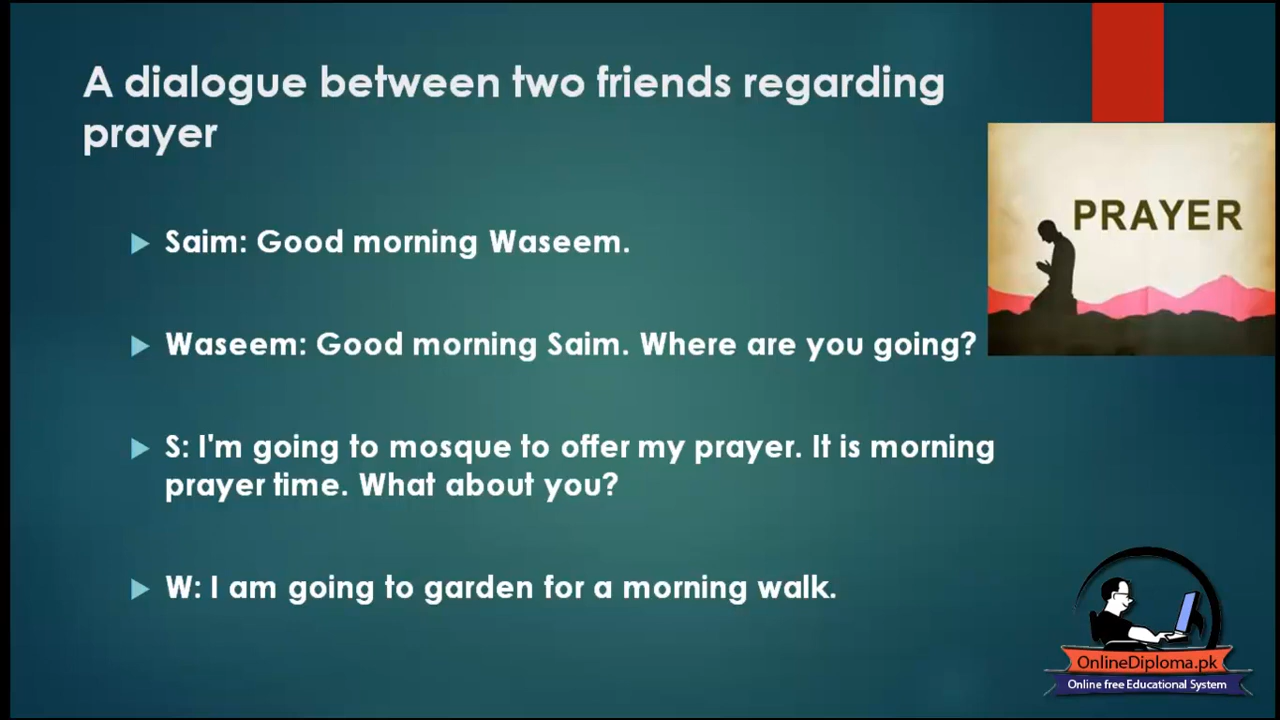 A dialogue between two friends regarding
prayer
PRAYER
Saim: Good morning Waseem.
Waseem: Good morning Saim. Where are you going?
S: I'm going to mosque to offer my prayer. It is morning
prayer time. What about you?
W: I am going to garden for a morning walk.
OnlineDiploma.pk
Online free Educational System